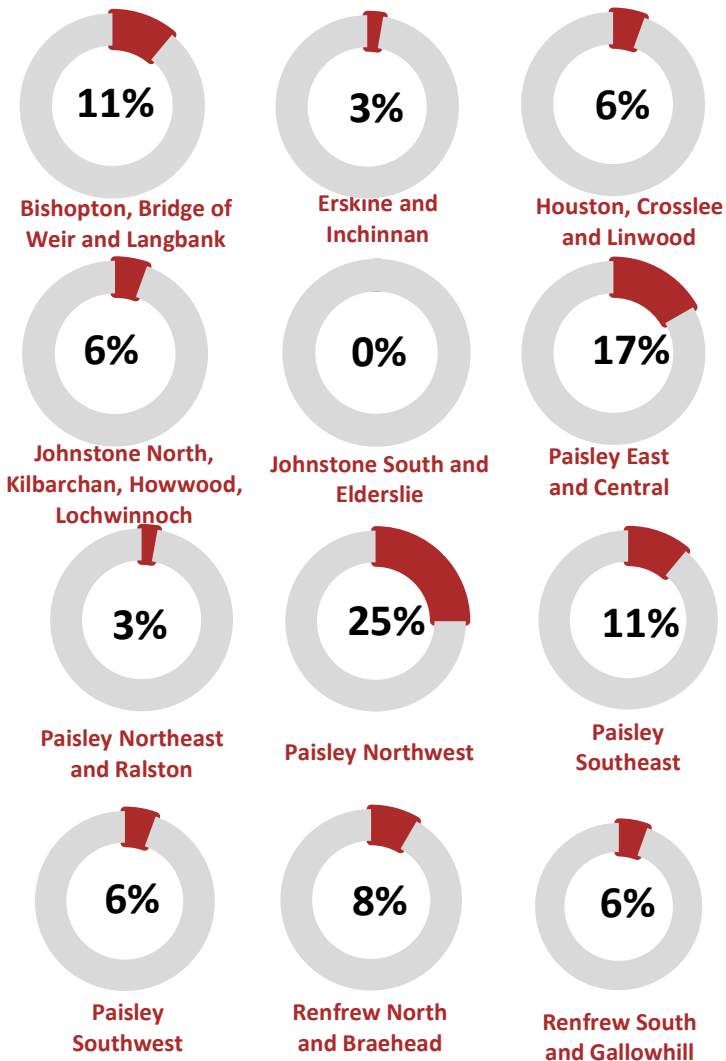 11%
Bishopton, Bridge of
Weir and Langbank
3%
Erskine and
Inchinnan
6%
Houston, Crosslee
and Linwood
6%
Johnstone North,
Kilbarchan, Howwood,
Lochwinnoch
0%
Johnstone South and
Elderslie
17%
Paisley East
and Central
3%
Paisley Northeast
and Ralston
25%
Paisley Northwest
11%
Paisley
Southeast
6%
Paisley
Southwest
8%
Renfrew North
and Braehead
6%
Renfrew South
and Gallowhill